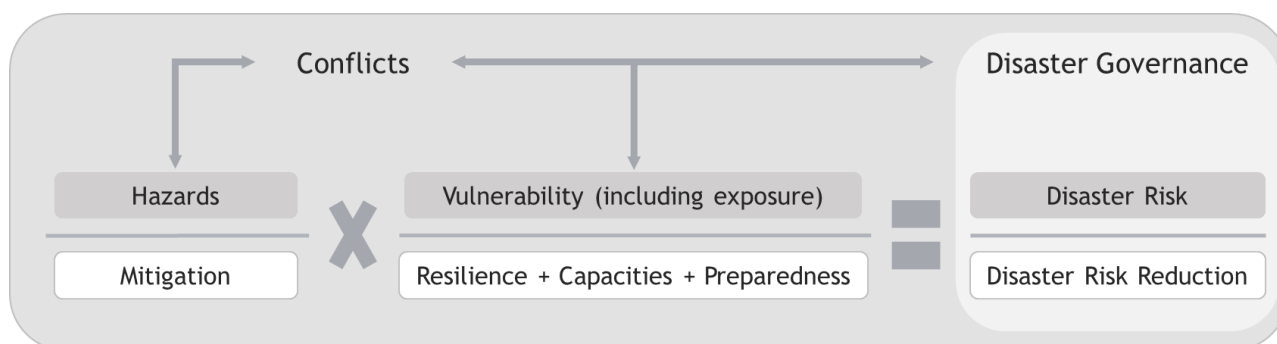 Conflicts
Disaster Governance
Hazards
Vulnerability (including exposure)
Disaster Risk
Mitigation
Resilience + Capacities + Preparedness
Disaster Risk Reduction